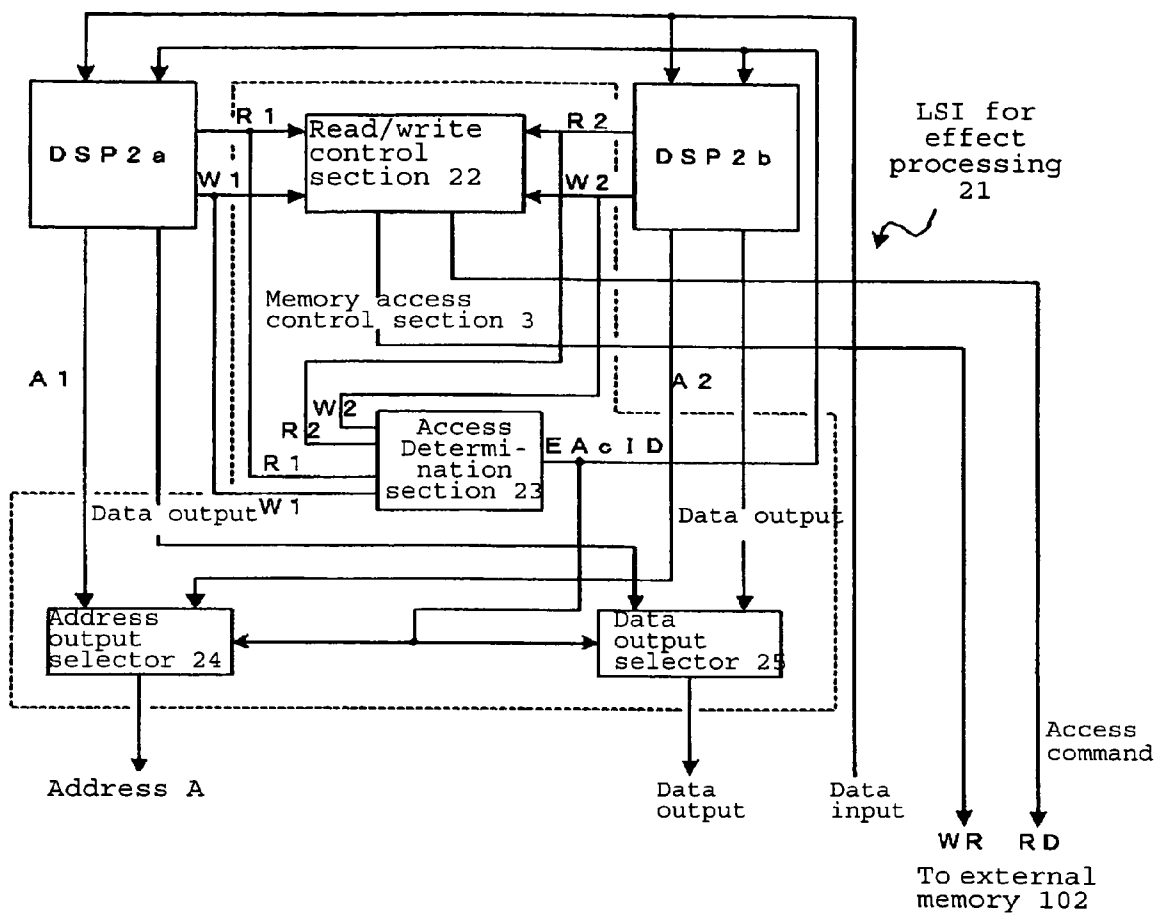 DSP2a
R1
W1
Read/write
control
section 22
R2
W2
DSP2b
LSI for
effect
processing
21
Memory access
control section 3
A1
A2
W2
R2
R1
W1
Access
Determi-
nation
section 23
EAcID
Data output
Data output
Address
output
selector 24
Data
output
selector 25
Address A
Data
output
Data
input
Access
command
WR RD
To external
memory 102